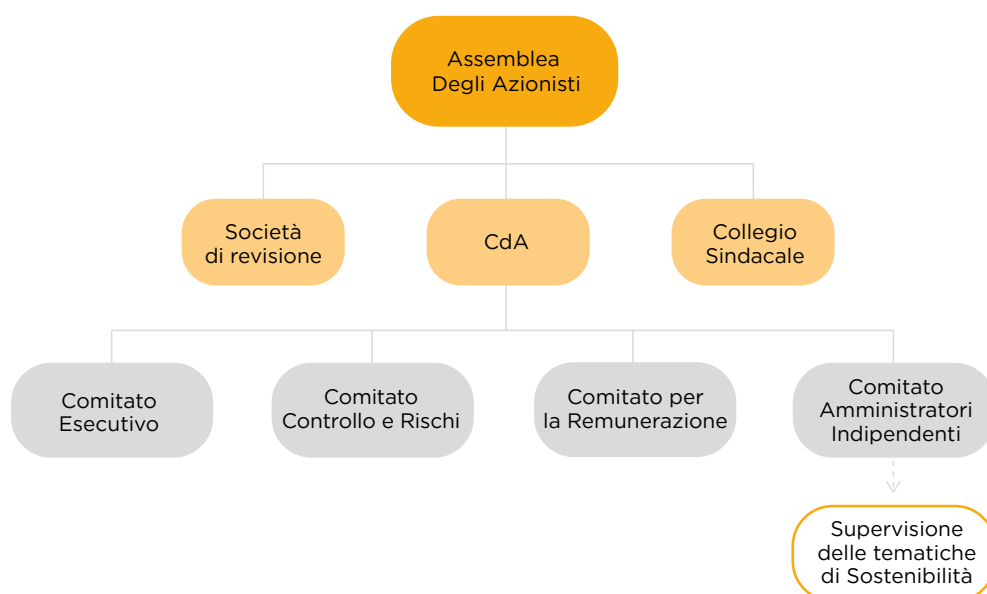 Assemblea
Degli Azionisti
Società
di revisione
CdA
Collegio
Sindacale
Comitato
Esecutivo
Comitato
Controllo e Rischi
Comitato per
la Remunerazione
Comitato
Amministratori
Indipendenti
Supervisione
delle tematiche
di Sostenibilità